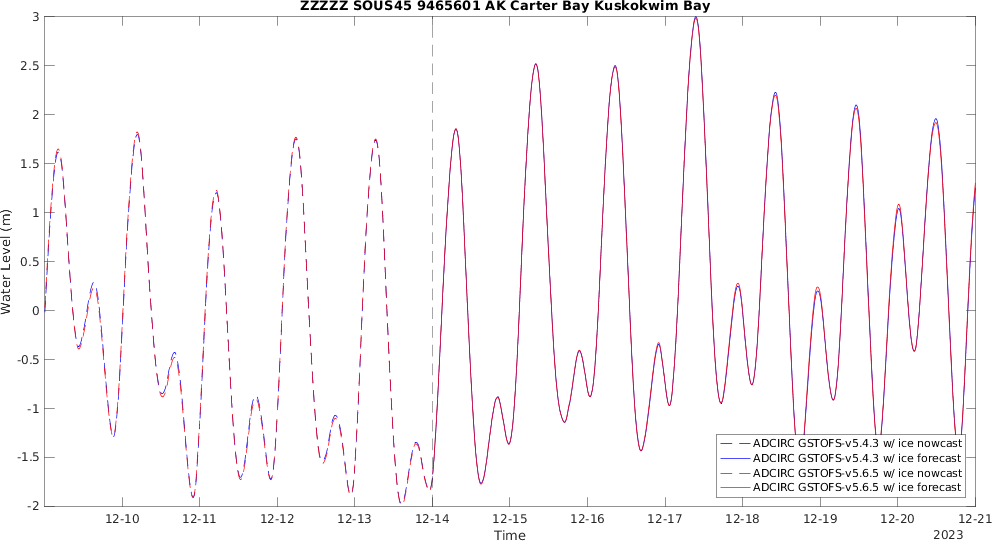 ZZZZZ SOUS45 9465601 AK Carter Bay Kuskokwim Bay
3
2.5
2
1.5
1
0.5
0
-0.5
-1
-1.5
-2
Water Level (m)
ADCIRC GSTOFS-v5.4.3 w/ ice nowcast
ADCIRC GSTOFS-v5.4.3 w/ ice forecast
ADCIRC GSTOFS-v5.6.5 w/ ice nowcast
ADCIRC GSTOFS-v5.6.5 w/ ice forecast
12-10 12-11 12-12 12-13 12-14 12-15 12-16 12-17 12-18 12-19 12-20 12-21
Time
2023